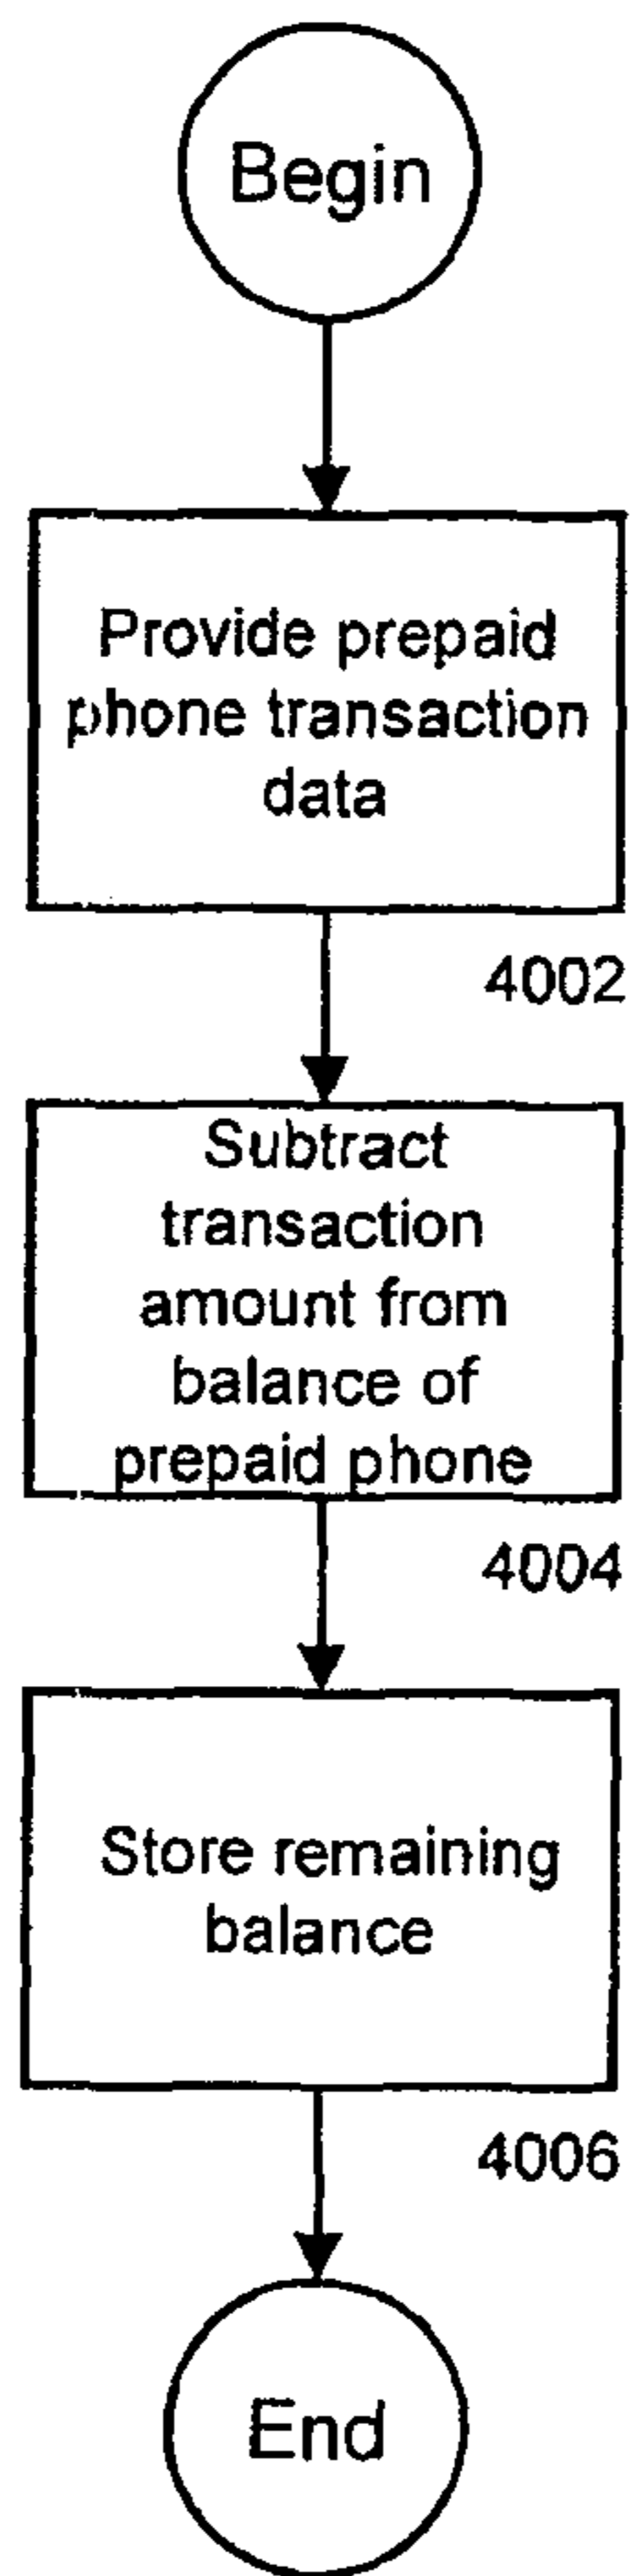 Begin
Provide prepaid
phone transaction
data
4002
Subtract
transaction
amount from
balance of
prepaid phone
4004
Store remaining
balance
4006
End